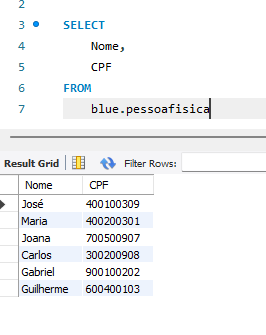 2
3 SELECT
4 Nome,
5 CPF
6 FROM
7 blue.pessoafisica
Result Grid Filter Rows:
Nome CPF
José 400100309
Maria 400200301
Joana 700500907
Carlos 300200908
Gabriel 900100202
Guilherme 600400103